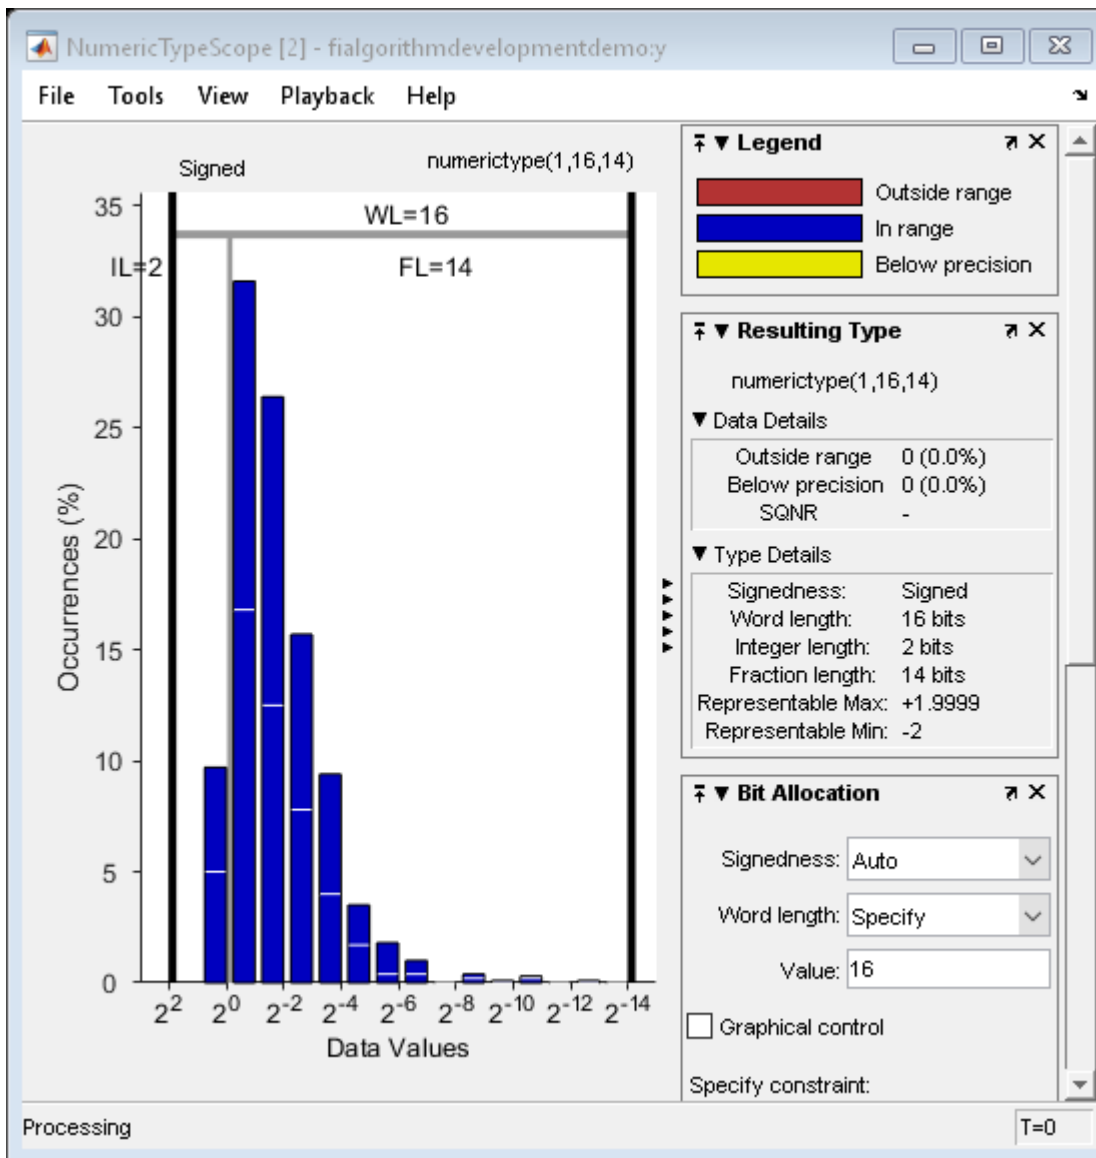 NumericTypeScope [2] - fialgorithmdevelopmentdemo:y
File Tools View Playback Help
Signed numerictype(1,16,14)
WL=16
IL=2 FL=14
35
30
25
20
15
10
5
0
Occurrences (%)
2^2 2^0 2^-2 2^-4 2^-6 2^-8 2^-10 2^-12 2^-14
Data Values
Legend
Outside range
In range
Below precision
Resulting Type
numerictype(1,16,14)
Data Details
Outside range 0 (0.0%)
Below precision 0 (0.0%)
SQNR -
Type Details
Signedness: Signed
Word length: 16 bits
Integer length: 2 bits
Fraction length: 14 bits
Representable Max: +1.9999
Representable Min: -2
Bit Allocation
Signedness: Auto
Word length: Specify
Value: 16
Graphical control
Specify constraint:
Processing T=0